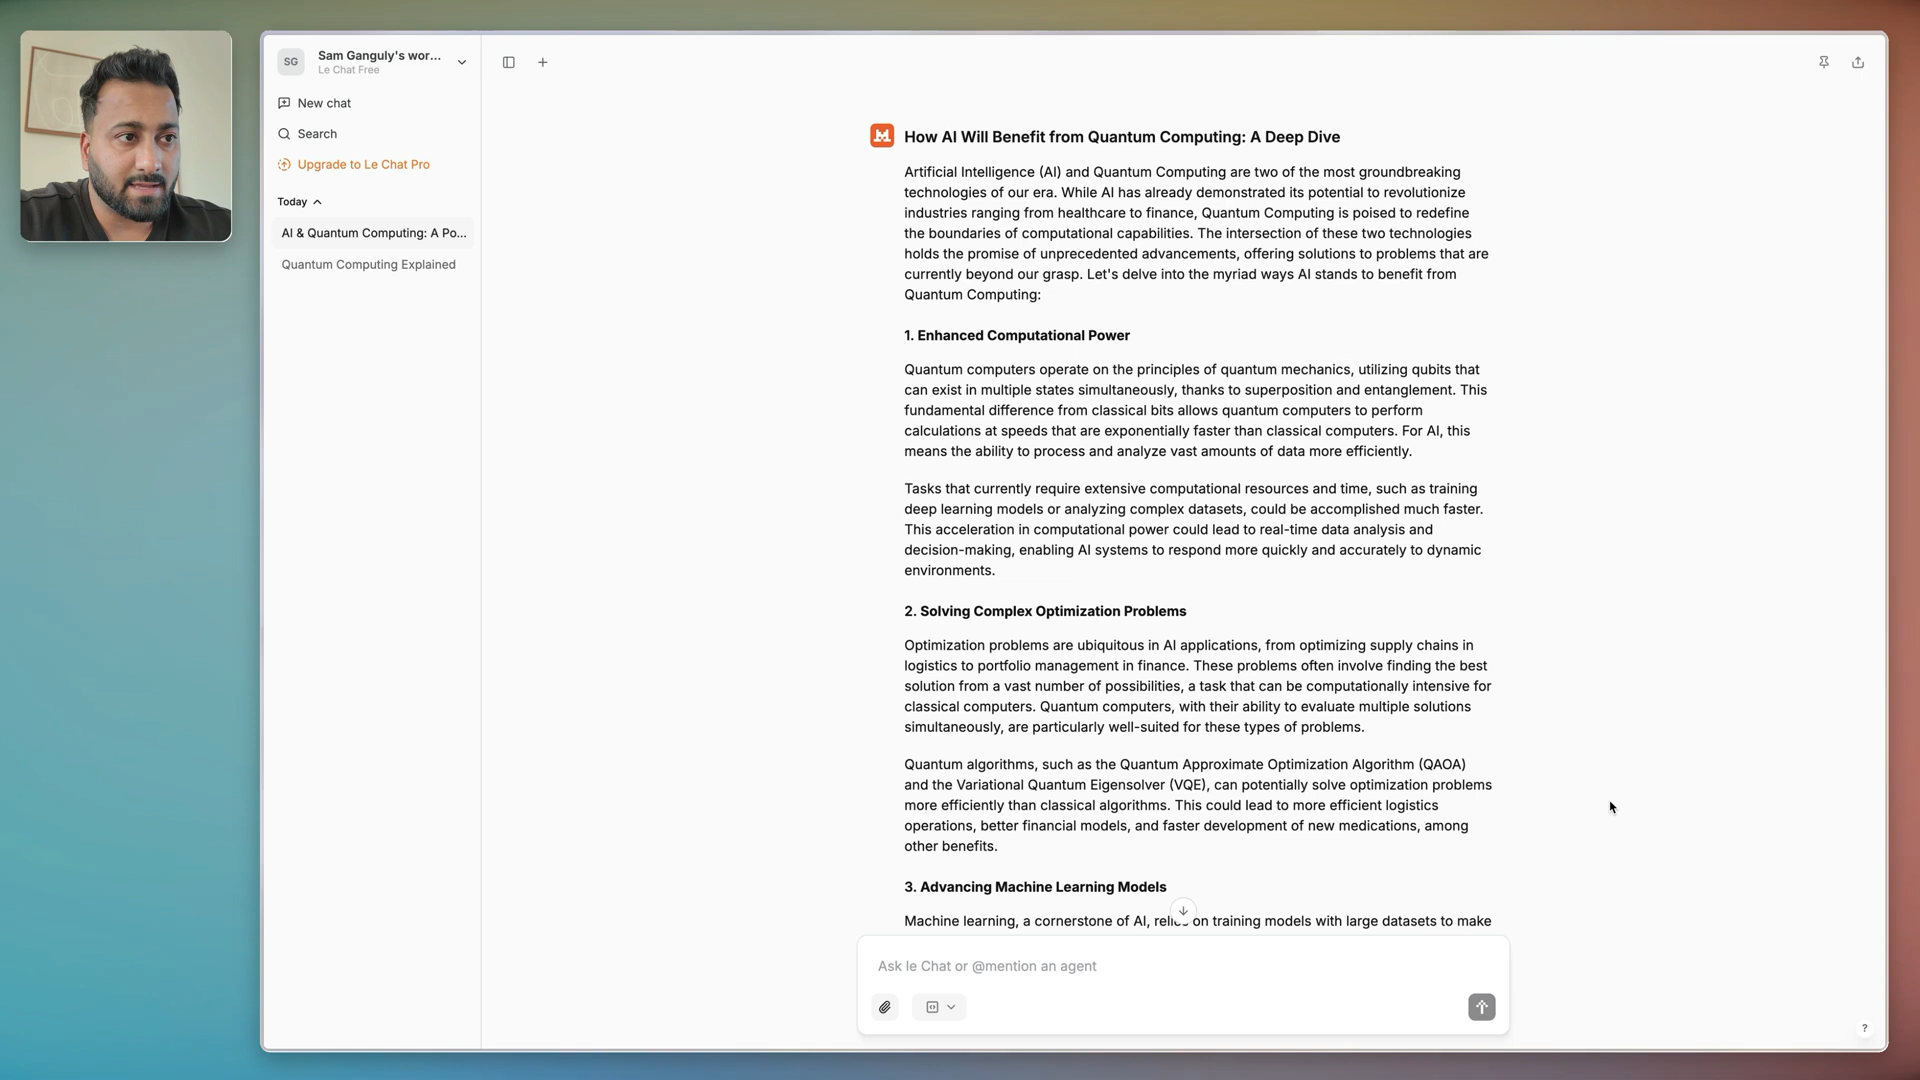 SG
Sam Ganguly's wor...
Le Chat Free
New chat
Search
Upgrade to Le Chat Pro
Today
AI & Quantum Computing: A Po...
Quantum Computing Explained
How AI Will Benefit from Quantum Computing: A Deep Dive
Artificial Intelligence (AI) and Quantum Computing are two of the most groundbreaking
technologies of our era. While AI has already demonstrated its potential to revolutionize
industries ranging from healthcare to finance, Quantum Computing is poised to redefine
the boundaries of computational capabilities. The intersection of these two technologies
holds the promise of unprecedented advancements, offering solutions to problems that are
currently beyond our grasp. Let's delve into the myriad ways AI stands to benefit from
Quantum Computing:
1. Enhanced Computational Power
Quantum computers operate on the principles of quantum mechanics, utilizing qubits that
can exist in multiple states simultaneously, thanks to superposition and entanglement. This
fundamental difference from classical bits allows quantum computers to perform
calculations at speeds that are exponentially faster than classical computers. For AI, this
means the ability to process and analyze vast amounts of data more efficiently.
Tasks that currently require extensive computational resources and time, such as training
deep learning models or analyzing complex datasets, could be accomplished much faster.
This acceleration in computational power could lead to real-time data analysis and
decision-making, enabling AI systems to respond more quickly and accurately to dynamic
environments.
2. Solving Complex Optimization Problems
Optimization problems are ubiquitous in AI applications, from optimizing supply chains in
logistics to portfolio management in finance. These problems often involve finding the best
solution from a vast number of possibilities, a task that can be computationally intensive for
classical computers. Quantum computers, with their ability to evaluate multiple solutions
simultaneously, are particularly well-suited for these types of problems.
Quantum algorithms, such as the Quantum Approximate Optimization Algorithm (QAOA)
and the Variational Quantum Eigensolver (VQE), can potentially solve optimization problems
more efficiently than classical algorithms. This could lead to more efficient logistics
operations, better financial models, and faster development of new medications, among
other benefits.
3. Advancing Machine Learning Models
Machine learning, a cornerstone of AI, relies on training models with large datasets to make
Ask le Chat or @mention an agent
?